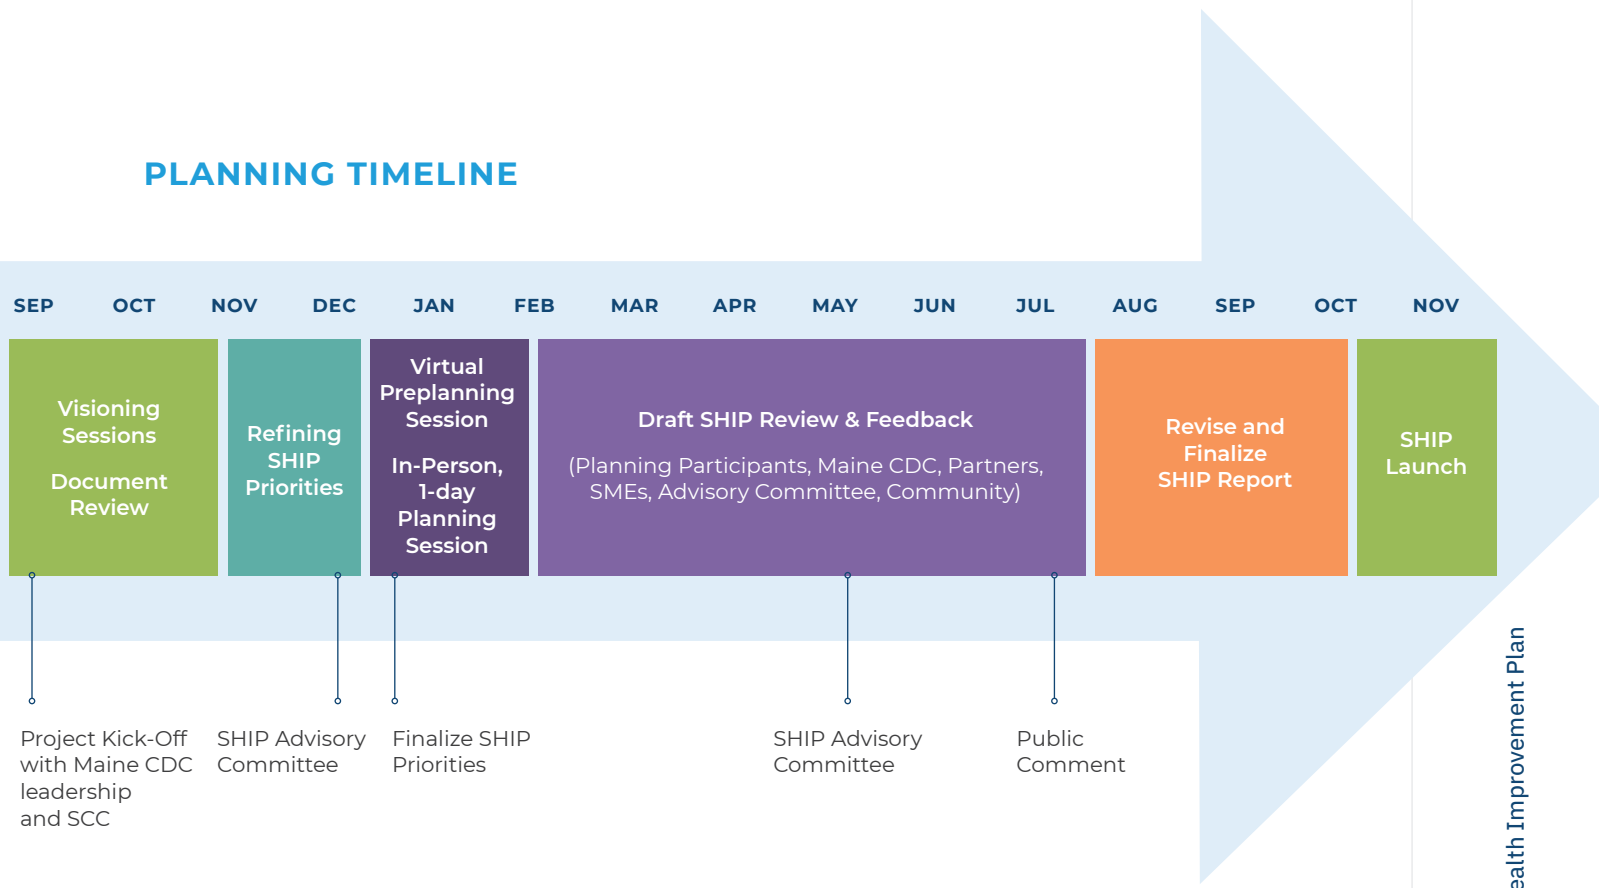 PLANNING TIMELINE
SEP OCT NOV DEC JAN FEB MAR APR MAY JUN JUL AUG SEP OCT NOV
Visioning
Sessions
Document
Review
Refining
SHIP
Priorities
Virtual
Preplanning
Session
In-Person,
1-day
Planning
Session
Draft SHIP Review & Feedback
(Planning Participants, Maine CDC, Partners,
SMEs, Advisory Committee, Community)
Revise and
Finalize
SHIP Report
SHIP
Launch
Project Kick-Off
with Maine CDC
leadership
and SCC
SHIP Advisory
Committee
Finalize SHIP
Priorities
SHIP Advisory
Committee
Public
Comment
ealth Improvement Plan